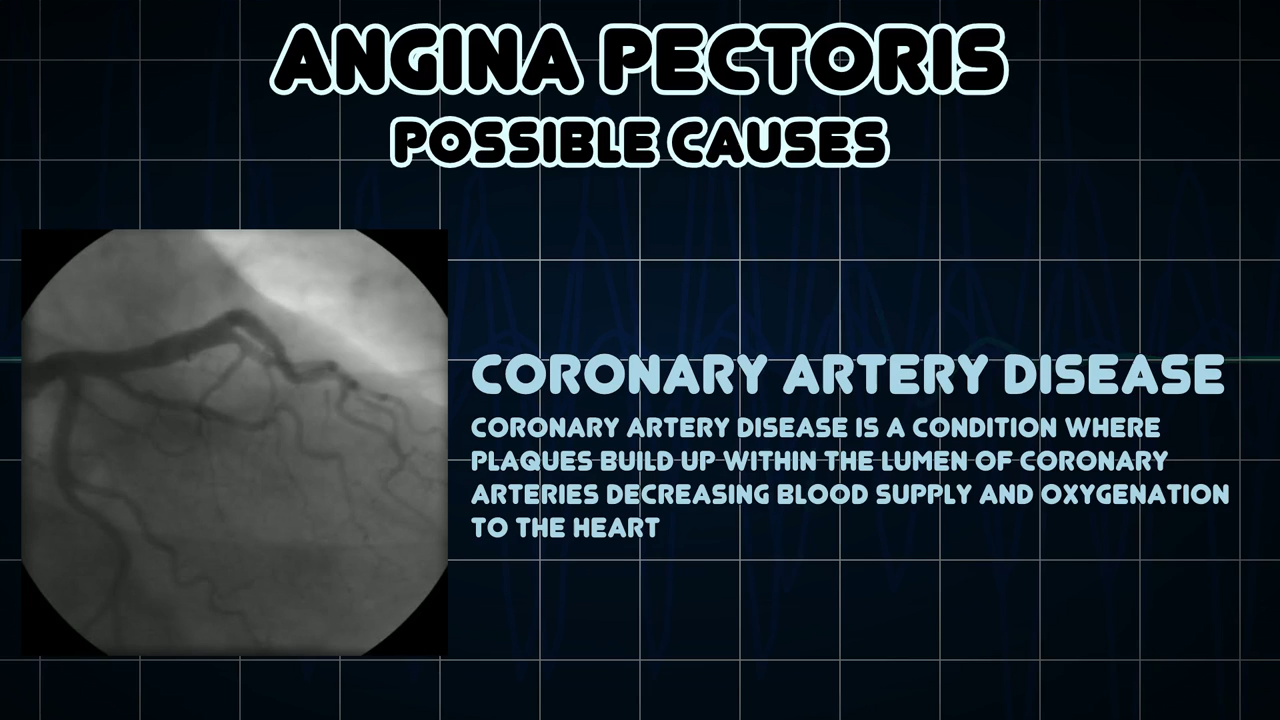 ANGINA PECTORIS
POSSIBLE CAUSES
CORONARY ARTERY DISEASE
CORONARY ARTERY DISEASE IS A CONDITION WHERE
PLAQUES BUILD UP WITHIN THE LUMEN OF CORONARY
ARTERIES DECREASING BLOOD SUPPLY AND OXYGENATION
TO THE HEART